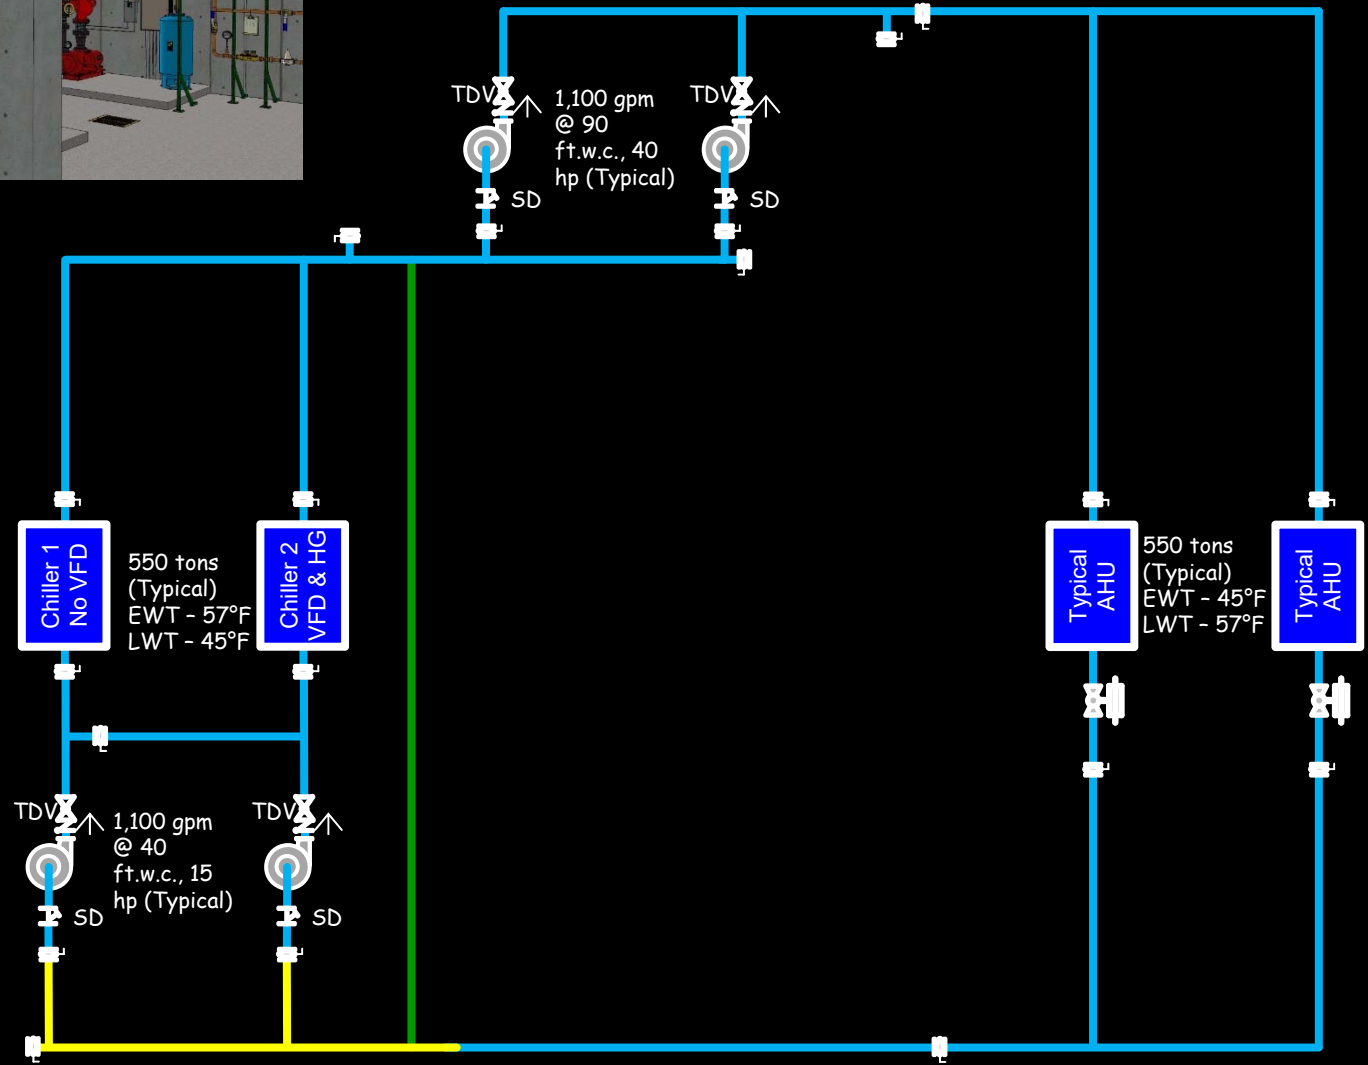 TDV
1,100 gpm
@ 90
ft.w.c., 40
hp (Typical)
TDV
SD
SD
Chiller 1
No VFD
550 tons
(Typical)
EWT – 57°F
LWT – 45°F
Chiller 2
VFD & HG
Typical
AHU
550 tons
(Typical)
EWT – 45°F
LWT – 57°F
Typical
AHU
TDV
1,100 gpm
@ 40
ft.w.c., 15
hp (Typical)
TDV
SD
SD